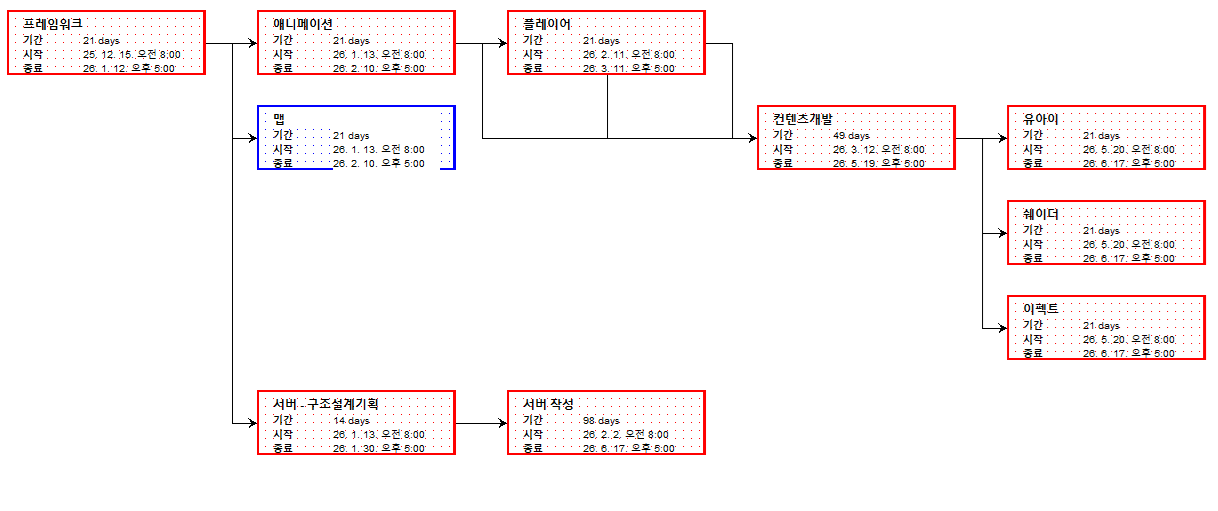 프레임워크
기간 21 days
시작 25. 12. 15. 오전 8:00
종료 26. 1. 12. 오후 5:00
애니메이션
기간 21 days
시작 26. 1. 13. 오전 8:00
종료 26. 2. 10. 오후 5:00
플레이어
기간 21 days
시작 26. 2. 11. 오전 8:00
종료 26. 3. 11. 오후 5:00
맵
기간 21 days
시작 26. 1. 13. 오전 8:00
종료 26. 2. 10. 오후 5:00
컨텐츠개발
기간 49 days
시작 26. 3. 12. 오전 8:00
종료 26. 5. 19. 오후 5:00
유아이
기간 21 days
시작 26. 5. 20. 오전 8:00
종료 26. 6. 17. 오후 5:00
쉐이더
기간 21 days
시작 26. 5. 20. 오전 8:00
종료 26. 6. 17. 오후 5:00
이펙트
기간 21 days
시작 26. 5. 20. 오전 8:00
종료 26. 6. 17. 오후 5:00
서버 - 구조설계기획
기간 14 days
시작 26. 1. 13. 오전 8:00
종료 26. 1. 30. 오후 5:00
서버 작성
기간 98 days
시작 26. 2. 2. 오전 8:00
종료 26. 6. 17. 오후 5:00